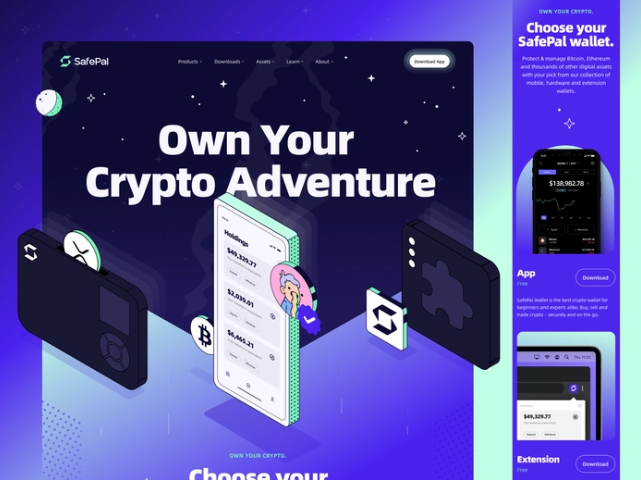 SafePal
Products
Downloads
Assets
Learn
About
Download App
Own Your
Crypto Adventure
Holdings
$49,329.77
$2,039.01
$6,465.21
OWN YOUR CRYPTO.
Choose your
OWN YOUR CRYPTO.
Choose your
SafePal wallet.
Protect & manage Bitcoin, Ethereum
and thousands of other digital assets
with your pick from our collection of
mobile, hardware and extension
wallets.
$138,982.78
App
Free
Download
SafePal Wallet is the best crypto wallet for
beginners and experts alike. Buy, sell and
trade crypto - securely and on the go.
$49,329.77
Extension
Free
Download